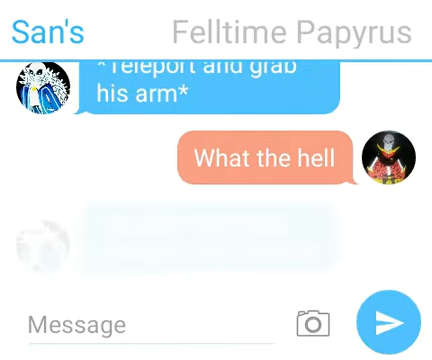 San's
Felltime Papyrus
*Teleport and grab
his arm*
What the hell
Message